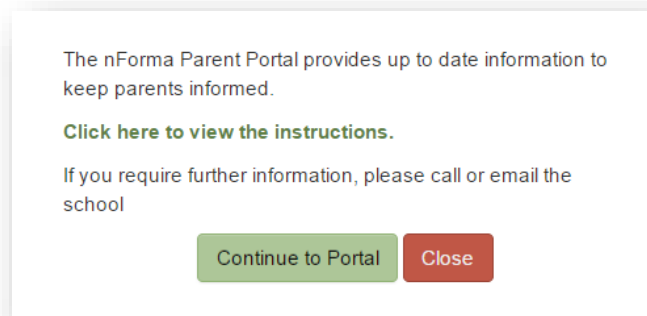 The nForma Parent Portal provides up to date information to
keep parents informed.
Click here to view the instructions.
If you require further information, please call or email the
school
Continue to Portal Close